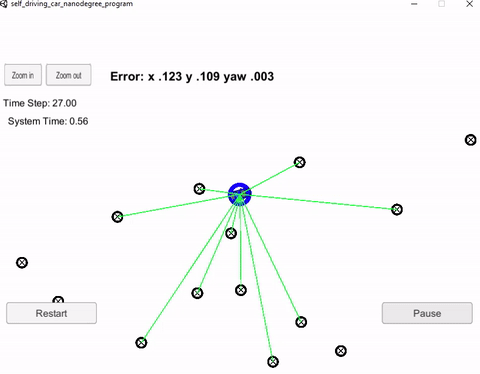 self_driving_car_nanodegree_program
Zoom in
Zoom out
Error: x .123 y .109 yaw .003
Time Step: 27.00
System Time: 0.56
Restart
Pause